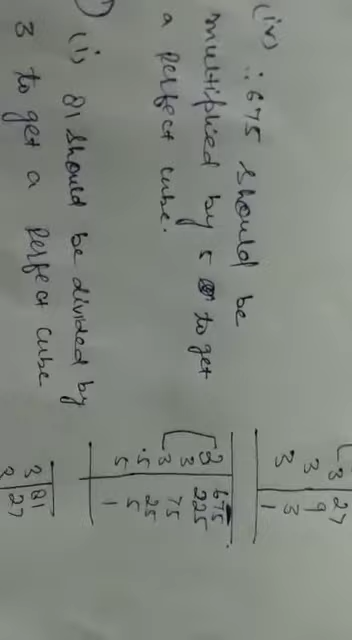 (iv) ∴ 675 should be
multiplied by 5 to get
a perfect cube.
(i) 81 should be divided by
3 to get a perfect cube
3 27
3 9
3 3
1
3 675
3 225
3 75
5 25
5 5
1
3 81
3 27